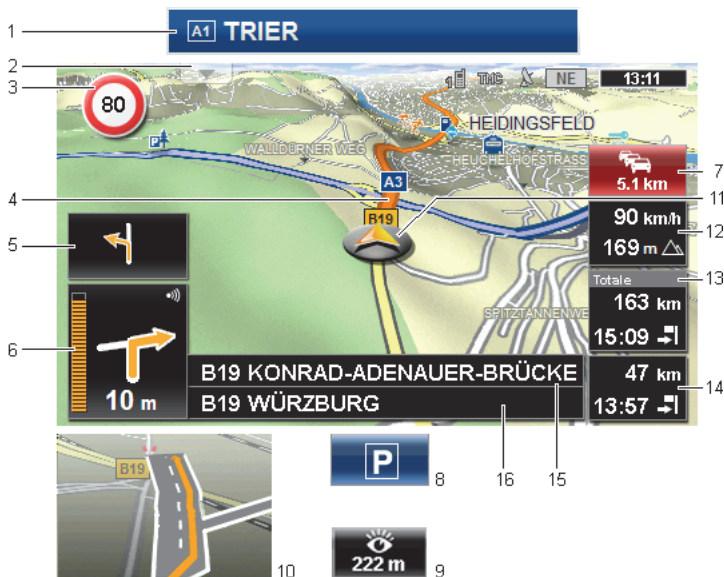 1
A1 TRIER
2
3
80
1
TMC
NE
13:11
HEIDINGSFELD
WALLDÜRNER WEG
HEUCHELHOFSTRASS
P
7
5.1 km
4
A3
11
B19
90 km/h
12
169 m
5
Totale
13
163 km
SPITZTANNENWE
15:09
6
10 m
B19 KONRAD-ADENAUER-BRÜCKE
47 km
14
B19 WÜRZBURG
13:57
16
15
B19
P
8
10
222 m
9